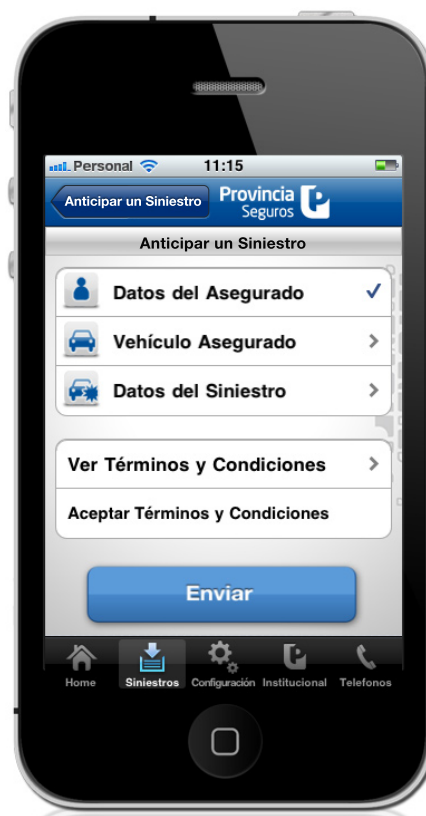 Personal 11:15
Anticipar un Siniestro
Provincia
Seguros
Anticipar un Siniestro
Datos del Asegurado
Vehículo Asegurado
Datos del Siniestro
Ver Términos y Condiciones
Aceptar Términos y Condiciones
Enviar
Home Siniestros Configuración Institucional Telefonos